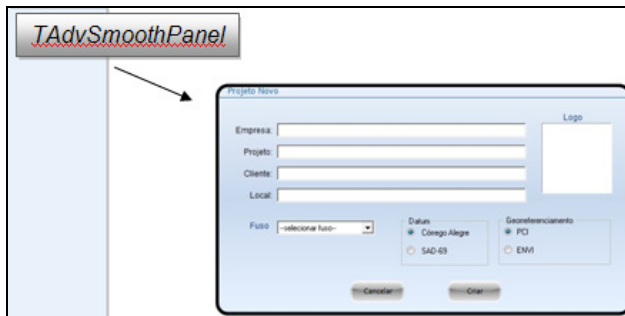 TAdvSmoothPanel
Projeto Novo
Logo
Empresa:
Projeto:
Cliente:
Local:
Fuso --selecionar fuso--
Datum
Córrego Alegre
SAD-69
Georeferenciamento
PCI
ENVI
Cancelar
Criar